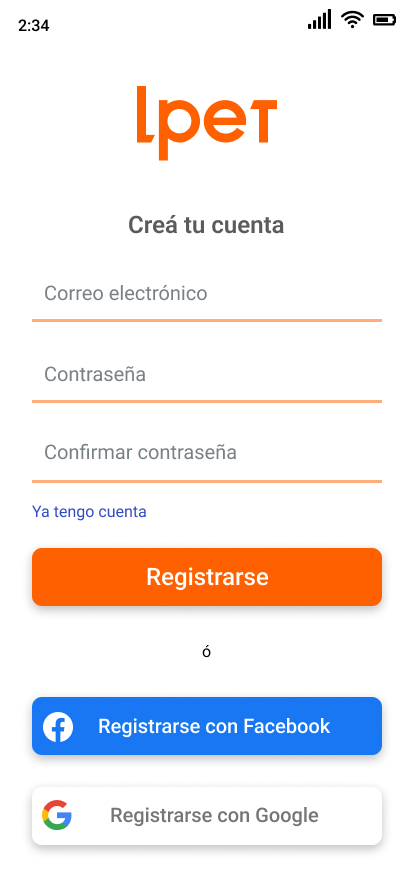 2:34
lpet
Creá tu cuenta
Correo electrónico
Contraseña
Confirmar contraseña
Ya tengo cuenta
Registrarse
ó
Registrarse con Facebook
Registrarse con Google